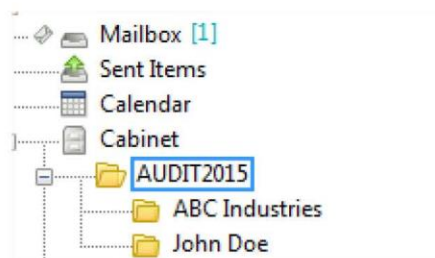 Mailbox [1]
Sent Items
Calendar
Cabinet
AUDIT2015
ABC Industries
John Doe